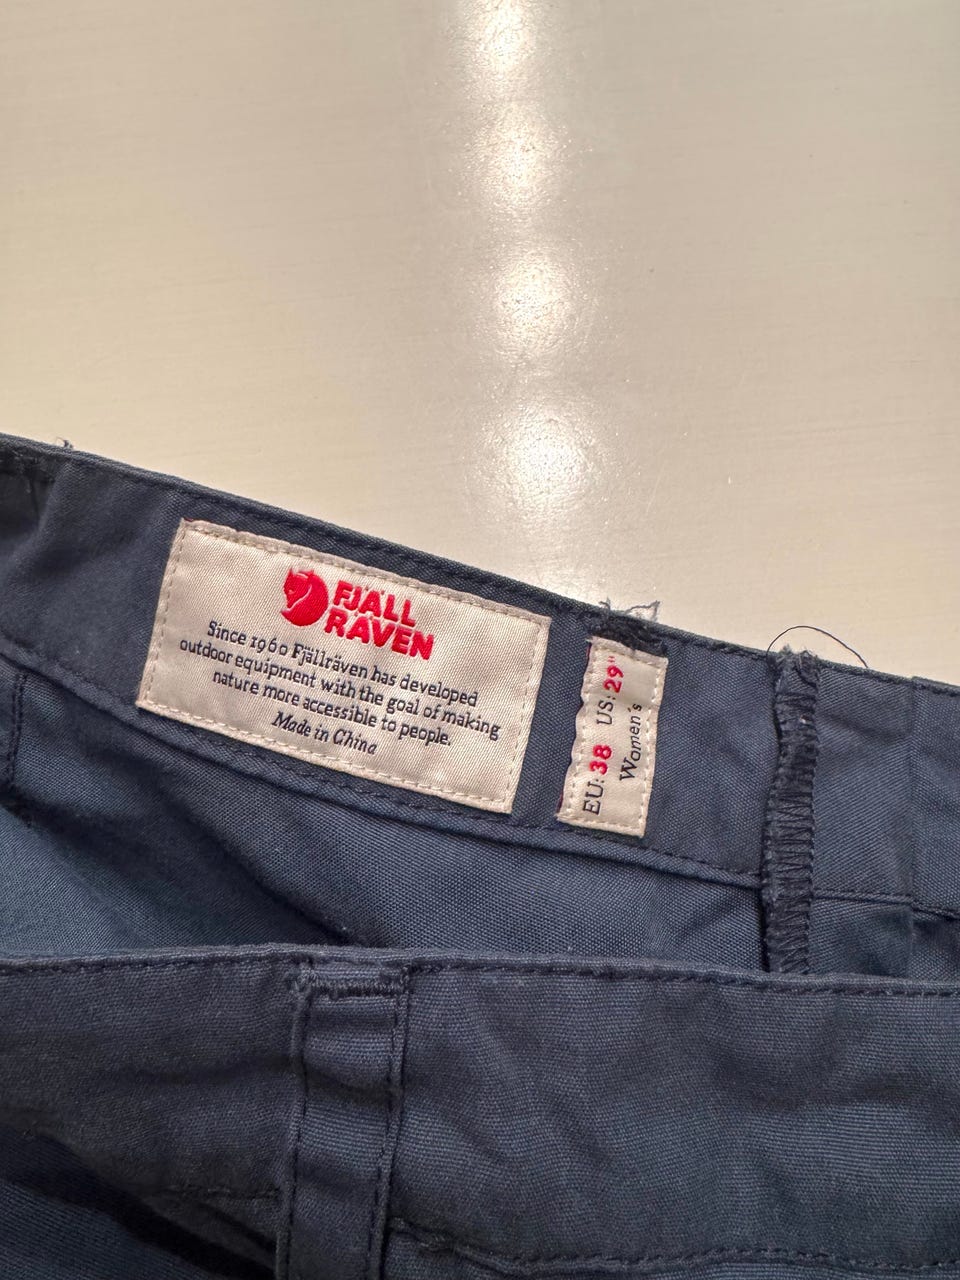 FJÄLL
RÄVEN
Since 1960 Fjällräven has developed
outdoor equipment with the goal of making
nature more accessible to people.
Made in China
EU: 38 US: 29"
Women's